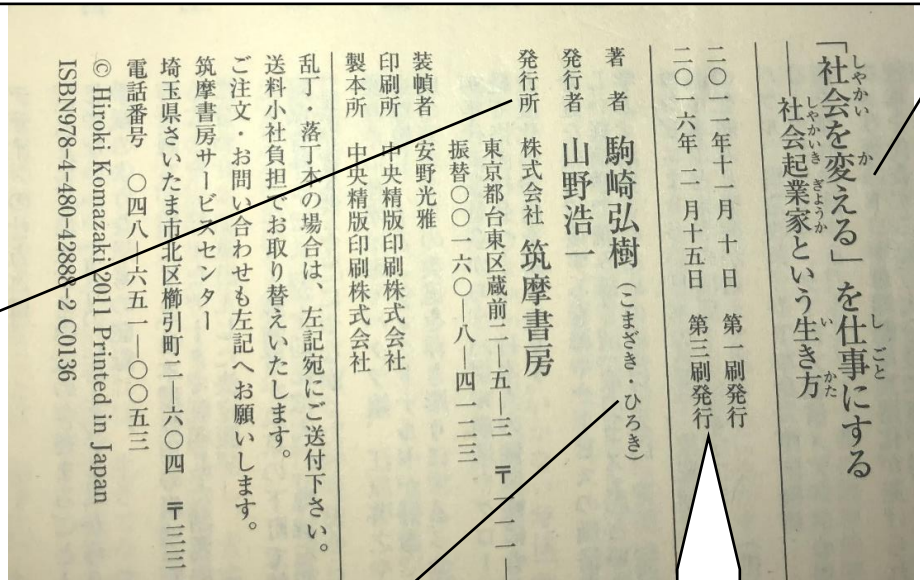 「社会を変える」を仕事にする
社会起業家という生き方
二〇一一年十一月 十 日 第一刷発行
二〇一六年 二 月十五日 第三刷発行
著 者 駒崎弘樹（こまざき・ひろき）
発行者 山野浩一
発行所 株式会社 筑摩書房
東京都台東区蔵前二―五―三 〒一一一―
振替〇〇一六〇―八―四一二三
装幀者 安野光雅
印刷所 中央精版印刷株式会社
製本所 中央精版印刷株式会社
乱丁・落丁本の場合は、左記宛にご送付下さい。
送料小社負担でお取り替えいたします。
ご注文・お問い合わせも左記へお願いします。
筑摩書房サービスセンター
埼玉県さいたま市北区櫛引町二―六〇四 〒三三
電話番号 〇四八―六五一―〇〇五三
© Hiroki Komazaki 2011 Printed in Japan
ISBN978-4-480-42888-2 C0136